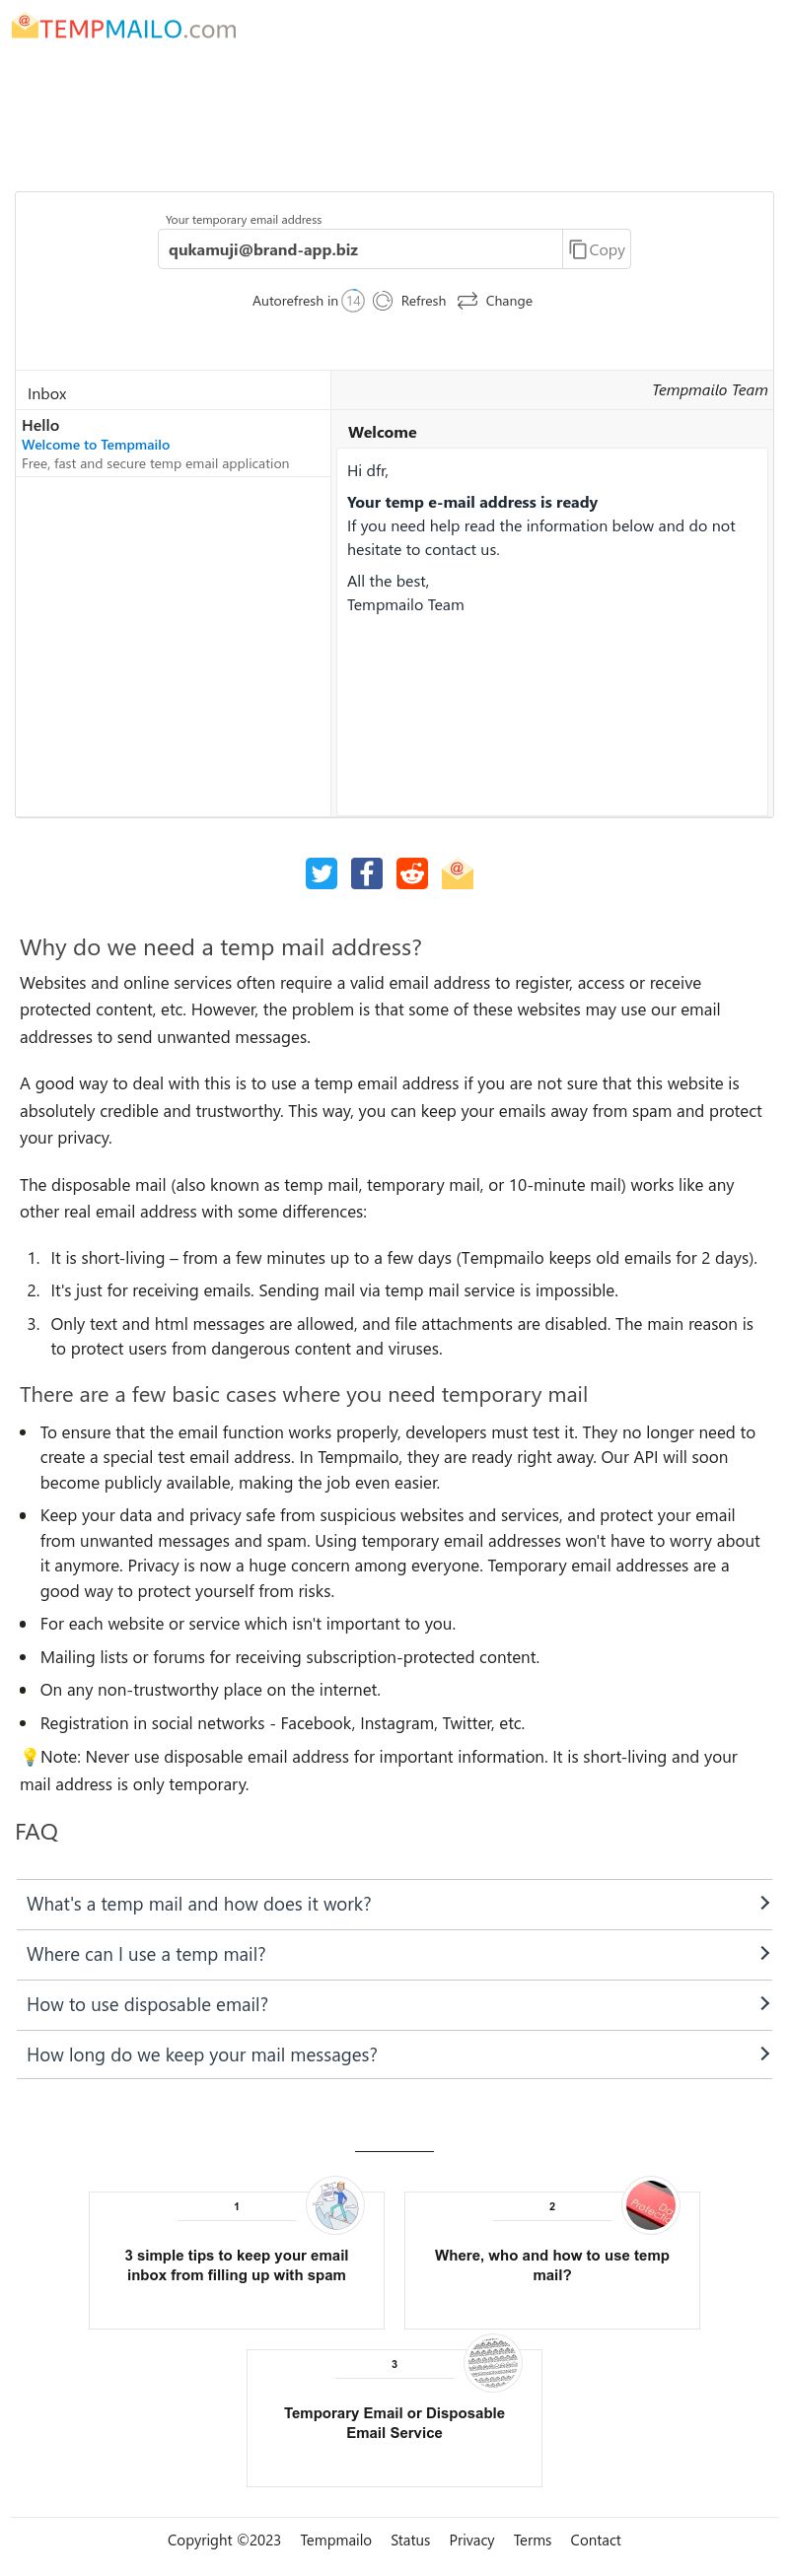 TEMPMAILO.com
Your temporary email address
qukamuji@brand-app.biz
Copy
Autorefresh in 14 Refresh Change
Inbox
Tempmailo Team
Hello
Welcome to Tempmailo
Free, fast and secure temp email application
Welcome
Hi dfr,
Your temp e-mail address is ready
If you need help read the information below and do not
hesitate to contact us.
All the best,
Tempmailo Team
Why do we need a temp mail address?
Websites and online services often require a valid email address to register, access or receive
protected content, etc. However, the problem is that some of these websites may use our email
addresses to send unwanted messages.
A good way to deal with this is to use a temp email address if you are not sure that this website is
absolutely credible and trustworthy. This way, you can keep your emails away from spam and protect
your privacy.
The disposable mail (also known as temp mail, temporary mail, or 10-minute mail) works like any
other real email address with some differences:
1. It is short-living – from a few minutes up to a few days (Tempmailo keeps old emails for 2 days).
2. It's just for receiving emails. Sending mail via temp mail service is impossible.
3. Only text and html messages are allowed, and file attachments are disabled. The main reason is
to protect users from dangerous content and viruses.
There are a few basic cases where you need temporary mail
• To ensure that the email function works properly, developers must test it. They no longer need to
create a special test email address. In Tempmailo, they are ready right away. Our API will soon
become publicly available, making the job even easier.
• Keep your data and privacy safe from suspicious websites and services, and protect your email
from unwanted messages and spam. Using temporary email addresses won't have to worry about
it anymore. Privacy is now a huge concern among everyone. Temporary email addresses are a
good way to protect yourself from risks.
• For each website or service which isn't important to you.
• Mailing lists or forums for receiving subscription-protected content.
• On any non-trustworthy place on the internet.
• Registration in social networks - Facebook, Instagram, Twitter, etc.
💡Note: Never use disposable email address for important information. It is short-living and your
mail address is only temporary.
FAQ
What's a temp mail and how does it work?
Where can I use a temp mail?
How to use disposable email?
How long do we keep your mail messages?
1
3 simple tips to keep your email
inbox from filling up with spam
2
Where, who and how to use temp
mail?
3
Temporary Email or Disposable
Email Service
Copyright ©2023 Tempmailo Status Privacy Terms Contact